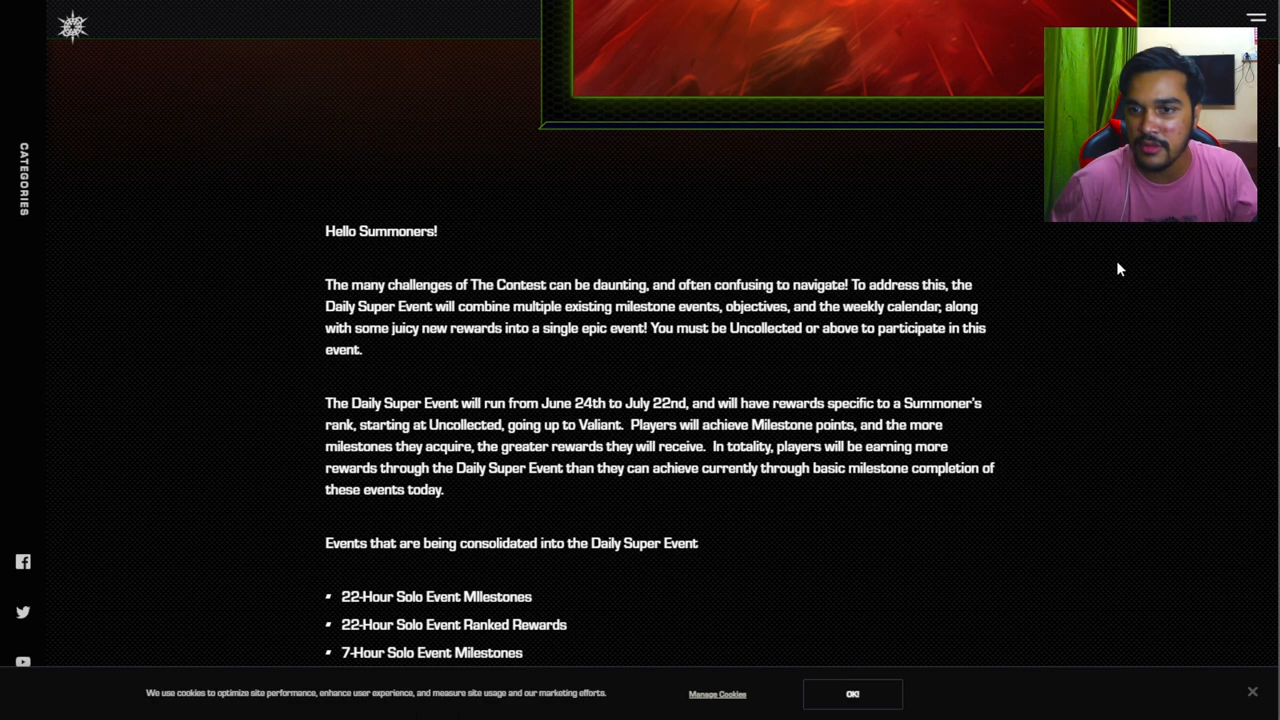 CATEGORIES
Hello Summoners!
The many challenges of The Contest can be daunting, and often confusing to navigate! To address this, the
Daily Super Event will combine multiple existing milestone events, objectives, and the weekly calendar, along
with some juicy new rewards into a single epic event! You must be Uncollected or above to participate in this
event.
The Daily Super Event will run from June 24th to July 22nd, and will have rewards specific to a Summoner's
rank, starting at Uncollected, going up to Valiant. Players will achieve Milestone points, and the more
milestones they acquire, the greater rewards they will receive. In totality, players will be earning more
rewards through the Daily Super Event than they can achieve currently through basic milestone completion of
these events today.
Events that are being consolidated into the Daily Super Event
22-Hour Solo Event MIlestones
22-Hour Solo Event Ranked Rewards
7-Hour Solo Event Milestones
We use cookies to optimize site performance, enhance user experience, and measure site usage and our marketing efforts.
Manage Cookies
OK!